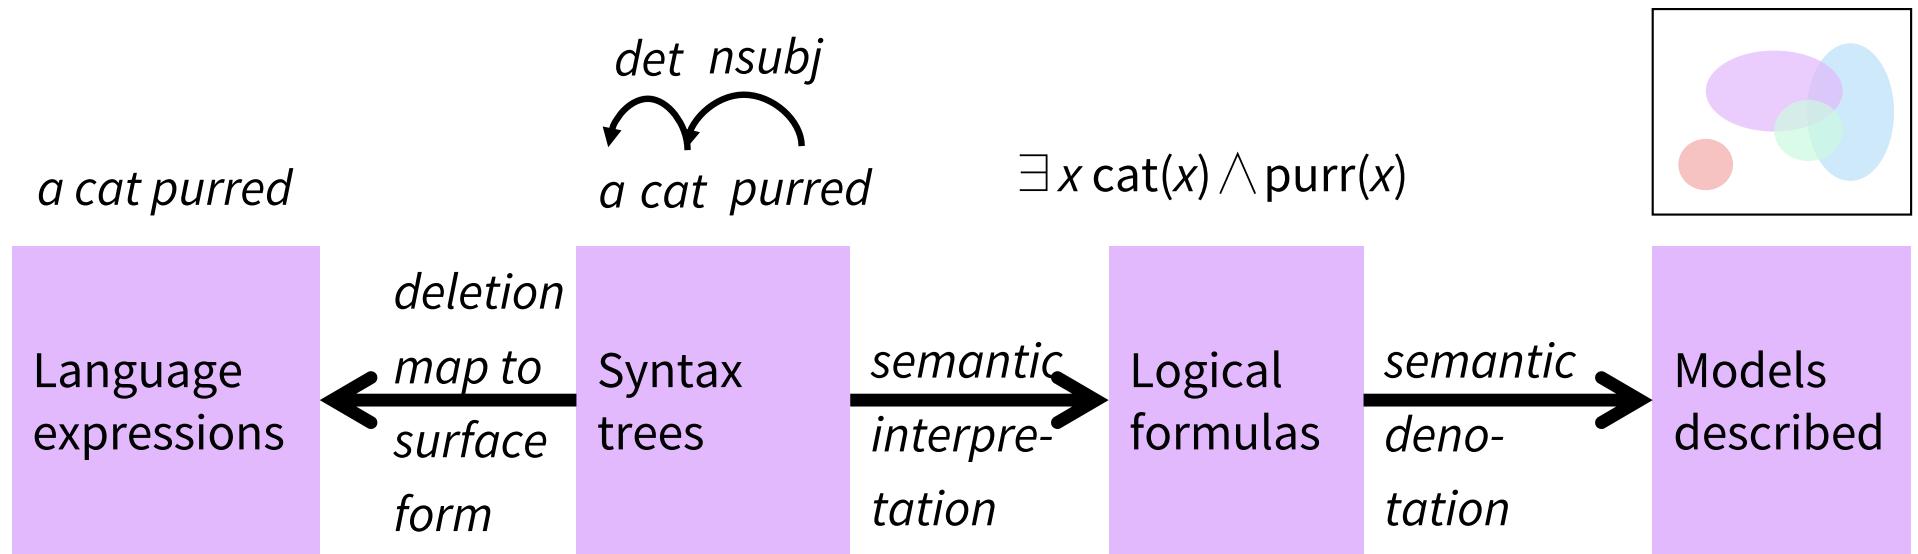 det nsubj
a cat purred
a cat purred
∃ x cat(x) ∧ purr(x)
Language
expressions
deletion
map to
surface
form
Syntax
trees
semantic
interpre-
tation
Logical
formulas
semantic
deno-
tation
Models
described